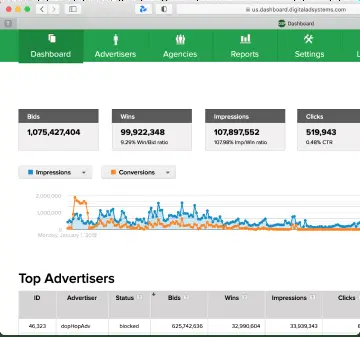 us.dashboard.digitaladsystems.com
Dashboard
Dashboard Advertisers Agencies Reports Settings
Bids Wins Impressions Clicks
1,075,427,404 99,922,348 107,897,552 519,943
9.29% Win/Bid ratio 107.98% Imp/Win ratio 0.48% CTR
Impressions Conversions
2,000,000
1,000,000
0
Monday, January 1, 2018
Top Advertisers
ID Advertiser Status Bids Wins Impressions Clicks
46,323 dopHopAds blocked 625,742,636 32,990,604 33,939,343